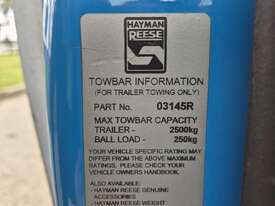 HAYMAN
REESE
TOWBAR INFORMATION
(FOR TRAILER TOWING ONLY)
PART No. 03145R
MAX TOWBAR CAPACITY
TRAILER - 2500kg
BALL LOAD - 250kg
YOUR VEHICLE SPECIFIC RATING MAY
DIFFER FROM THE ABOVE MAXIMUM
RATINGS. PLEASE CHECK YOUR
VEHICLE OWNERS HANDBOOK.
ALSO AVAILABLE -
- HAYMAN REESE GENUINE
ACCESSORIES
- HAYMAN REESE WEIGHT